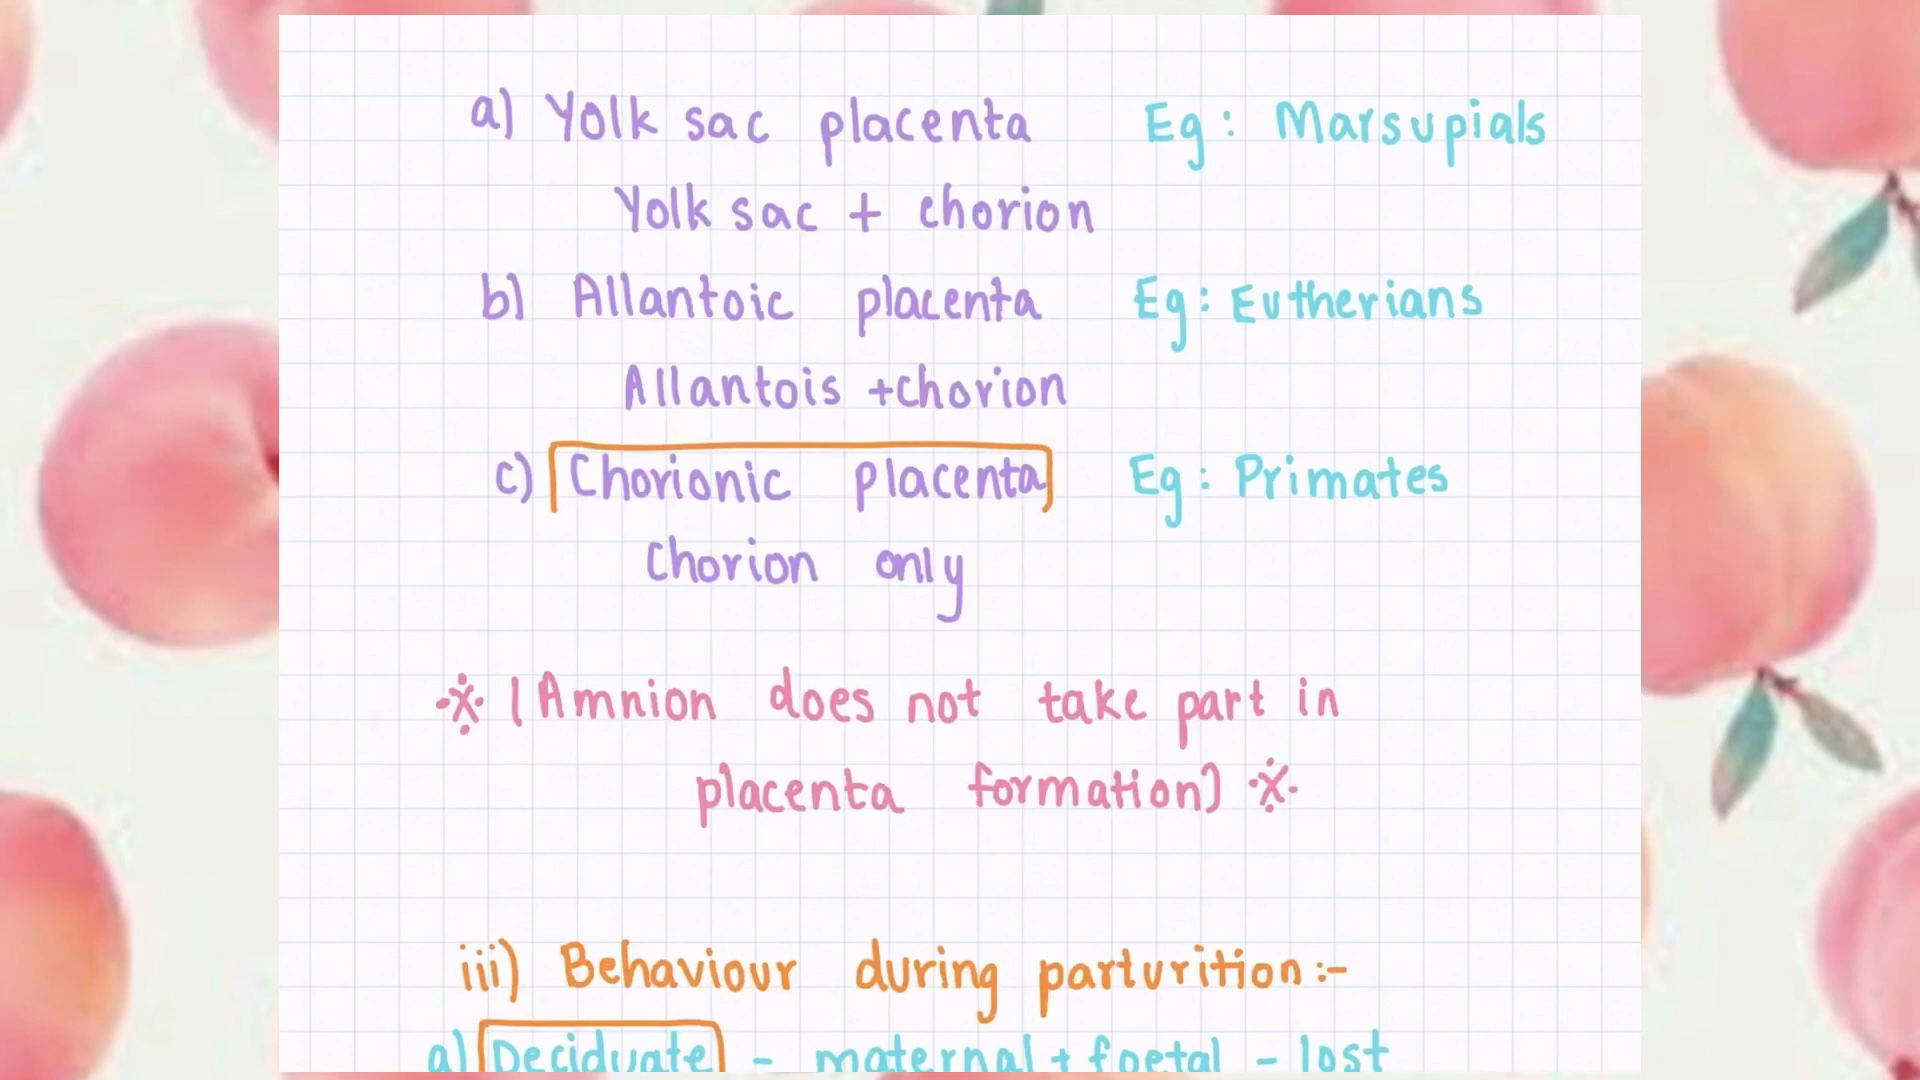 a) Yolk sac placenta Eg: Marsupials
Yolk sac + chorion
b) Allantoic placenta Eg: Eutherians
Allantois +chorion
c) Chorionic placenta Eg: Primates
Chorion only
(Amnion does not take part in
placenta formation)
iii) Behaviour during parturition:-
a) Deciduate - maternal + foetal - lost